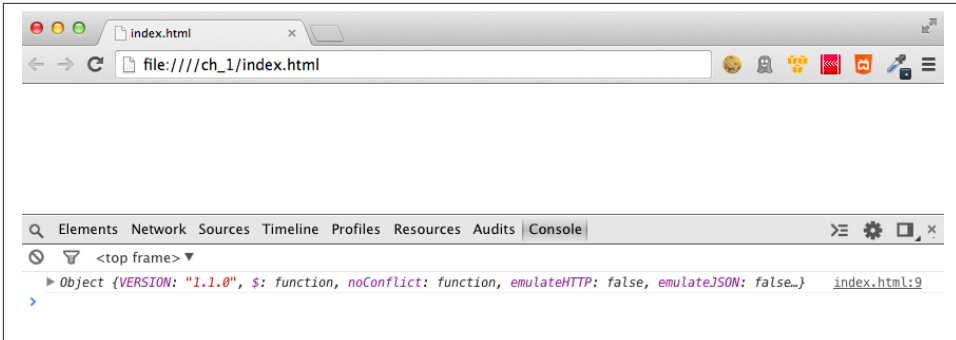 index.html
file:////ch_1/index.html
Elements Network Sources Timeline Profiles Resources Audits Console
<top frame>
Object {VERSION: "1.1.0", $: function, noConflict: function, emulateHTTP: false, emulateJSON: false…} index.html:9